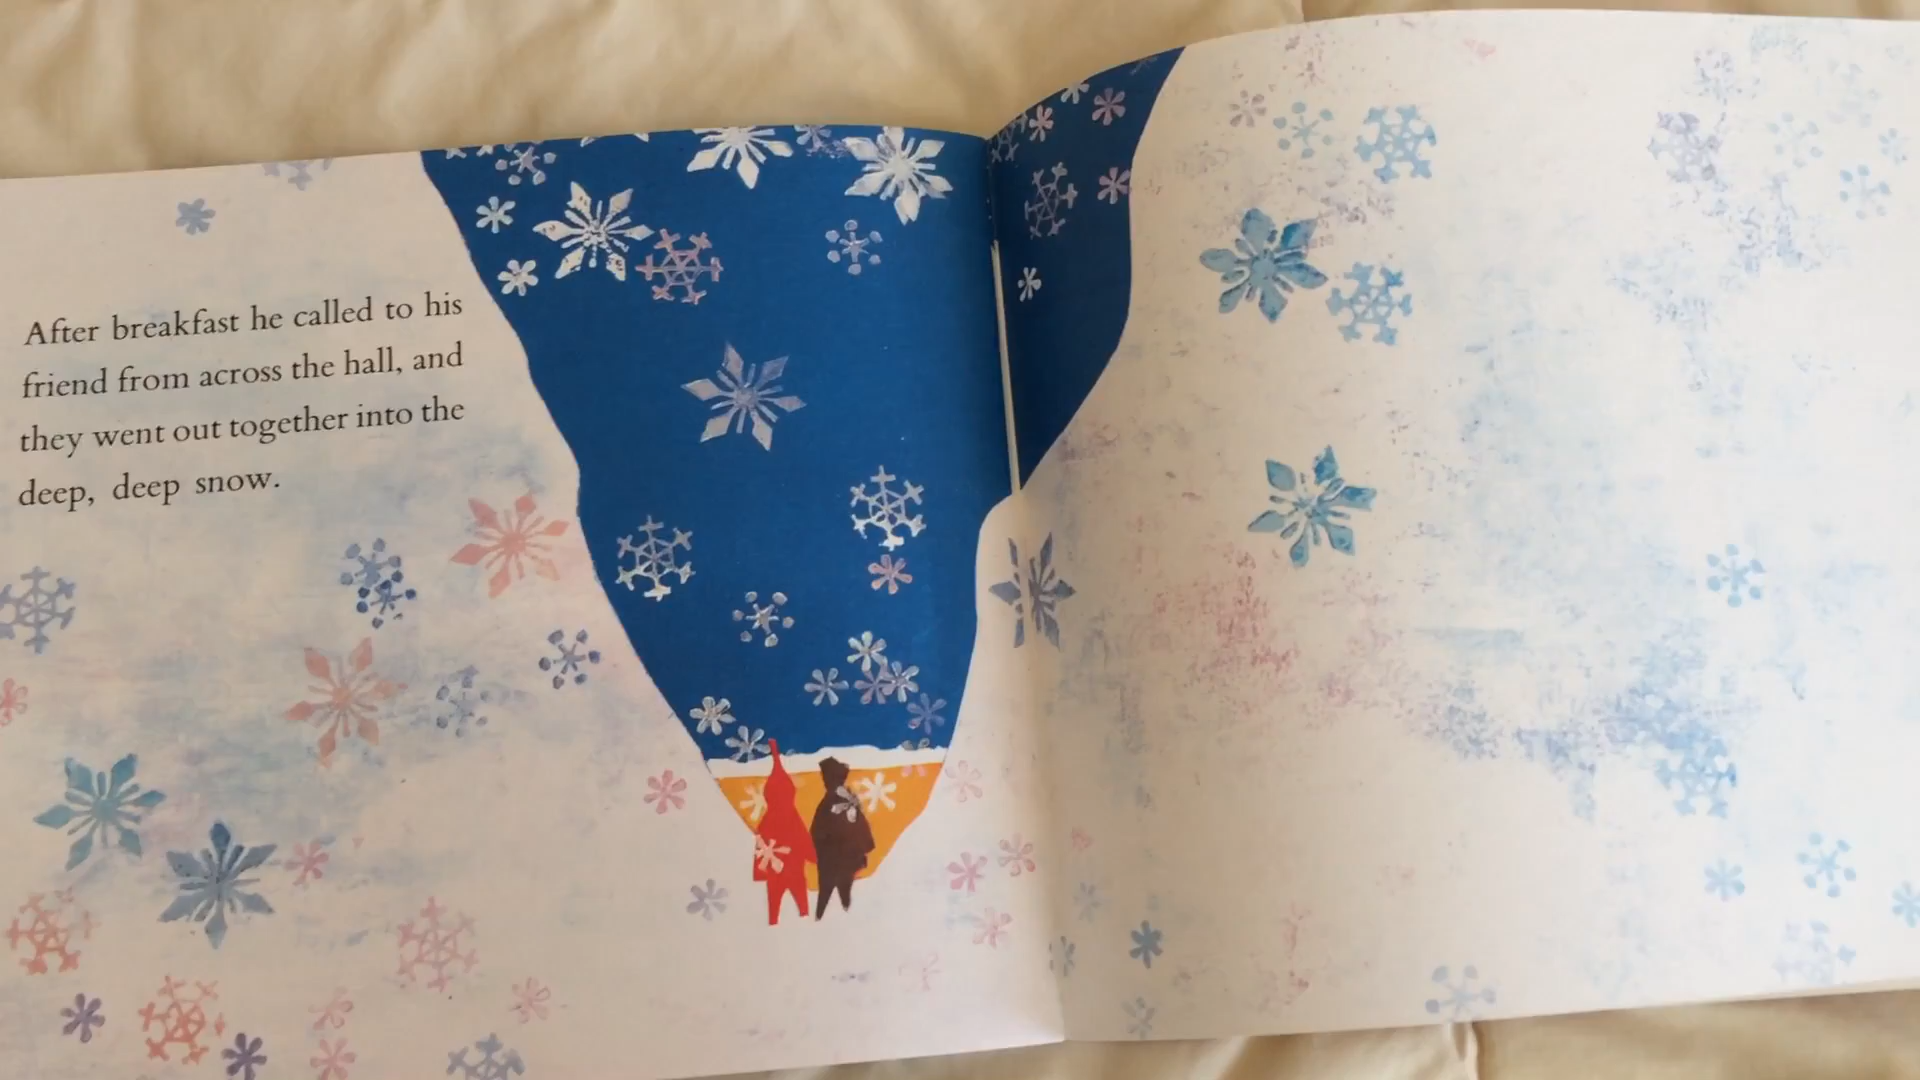 After breakfast he called to his
friend from across the hall, and
they went out together into the
deep, deep snow.